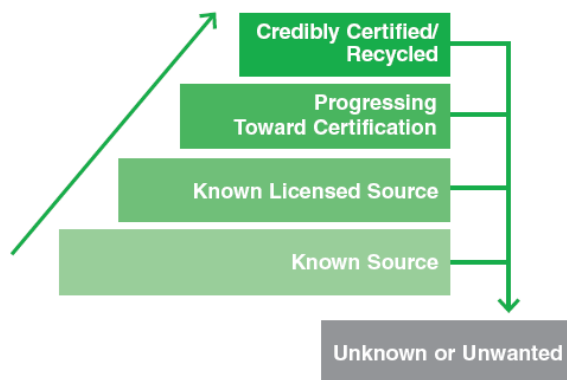 Credibly Certified/
Recycled
Progressing
Toward Certification
Known Licensed Source
Known Source
Unknown or Unwanted